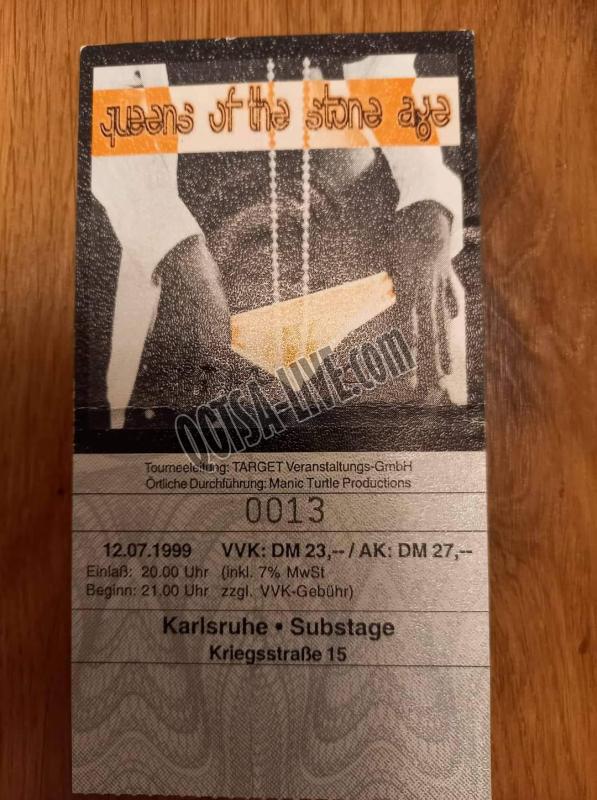 queens of the stone age
QOTSA-LIVE.com
Tourneeleitung: TARGET Veranstaltungs-GmbH
Örtliche Durchführung: Manic Turtle Productions
0013
12.07.1999 VVK: DM 23,-- / AK: DM 27,--
Einlaß: 20.00 Uhr (inkl. 7% MwSt
Beginn: 21.00 Uhr zzgl. VVK-Gebühr)
Karlsruhe • Substage
Kriegsstraße 15